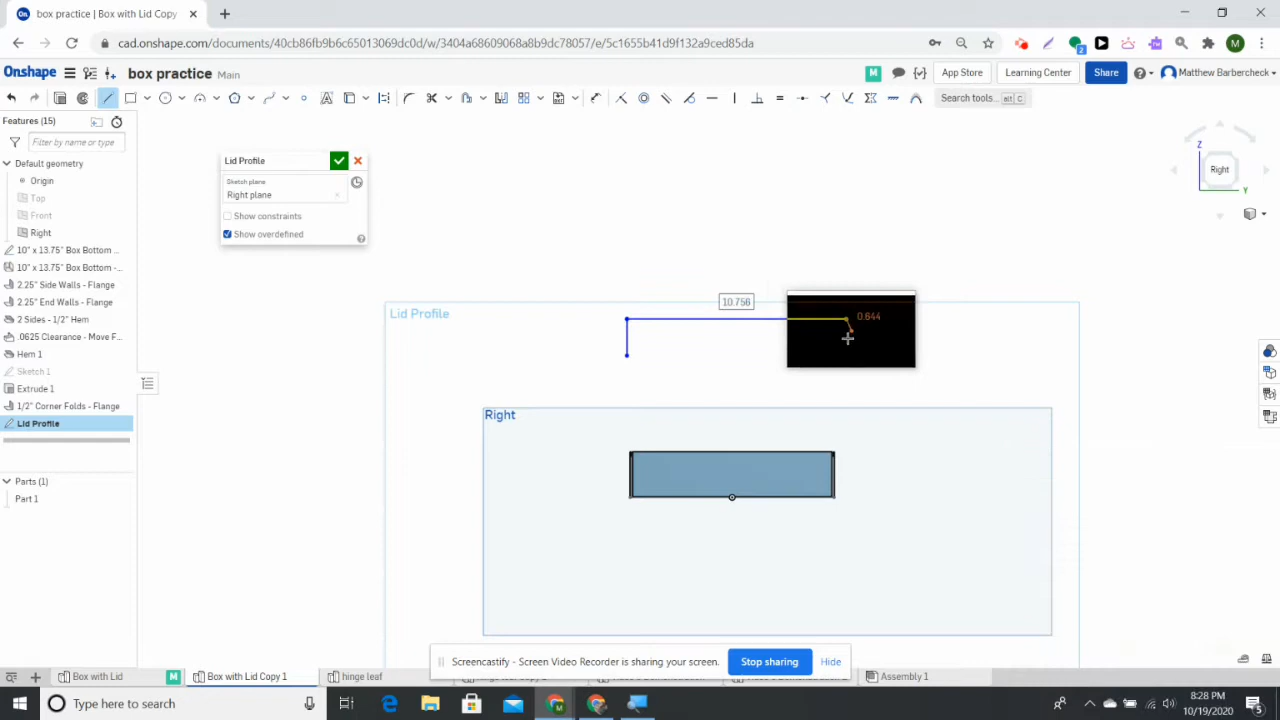 box practice | Box with Lid Copy
cad.onshape.com/documents/40cb86fb9b6c65013069dc0d/w/3404a68609068a8b9dc78057/e/5c1655b41d9f132a9ced85da
2
M
Onshape
box practice Main
M
App Store
Learning Center
Share
Matthew Barbercheck
Search tools... alt C
Features (15)
Filter by name or type
Default geometry
Origin
Top
Front
Right
10" x 13.75" Box Bottom ...
10" x 13.75" Box Bottom -...
2.25" Side Walls - Flange
2.25" End Walls - Flange
2 Sides - 1/2" Hem
.0625 Clearance - Move F...
Hem 1
Sketch 1
Extrude 1
1/2" Corner Folds - Flange
Lid Profile
Parts (1)
Part 1
Lid Profile
Sketch plane
Right plane
Show constraints
Show overdefined
Z
Right
Y
Lid Profile
10.756
0.644
Right
Screencastify - Screen Video Recorder is sharing your screen.
Stop sharing
Hide
Box with Lid
M
Box with Lid Copy 1
hinge leaf
Assembly 1
Type here to search
8:28 PM
10/19/2020
5